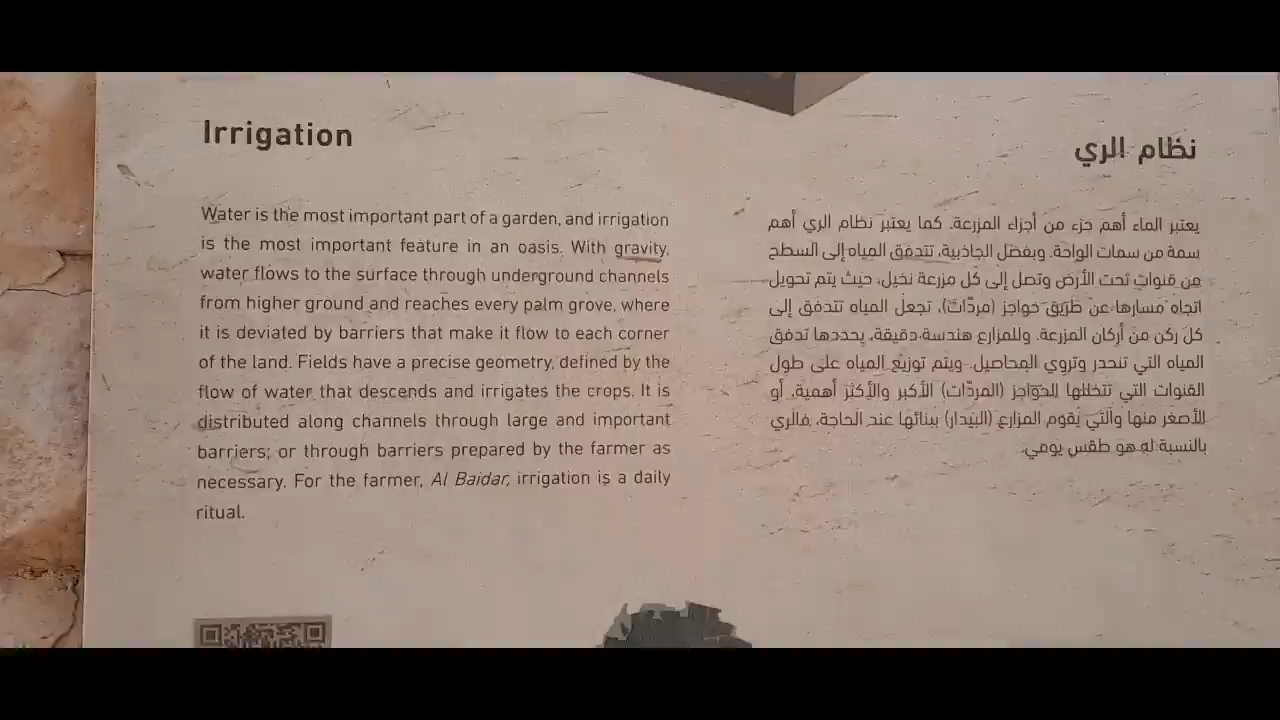 Irrigation
Water is the most important part of a garden, and irrigation
is the most important feature in an oasis. With gravity,
water flows to the surface through underground channels
from higher ground and reaches every palm grove, where
it is deviated by barriers that make it flow to each corner
of the land. Fields have a precise geometry, defined by the
flow of water that descends and irrigates the crops. It is
distributed along channels through large and important
barriers; or through barriers prepared by the farmer as
necessary. For the farmer, Al Baidar, irrigation is a daily
ritual.
نظام الري
يعتبر الماء أهم جزء من أجزاء المزرعة. كما يعتبر نظام الري أهم
سمة من سمات الواحة. وبفضل الجاذبية، تتدفق المياه إلى السطح
من قنوات تحت الأرض وتصل إلى كل مزرعة نخيل، حيث يتم تحويل
اتجاه مسارها عن طريق حواجز (مردّات)، تجعل المياه تتدفق إلى
كل ركن من أركان المزرعة. وللمزارع هندسة دقيقة، يحددها تدفق
المياه التي تنحدر وتروي المحاصيل. ويتم توزيع المياه على طول
القنوات التي تتخللها الحواجز (المردّات) الأكبر والأكثر أهمية، أو
الأصغر منها والتي يقوم المزارع (البيدار) ببنائها عند الحاجة، فالري
بالنسبة له هو طقس يومي.